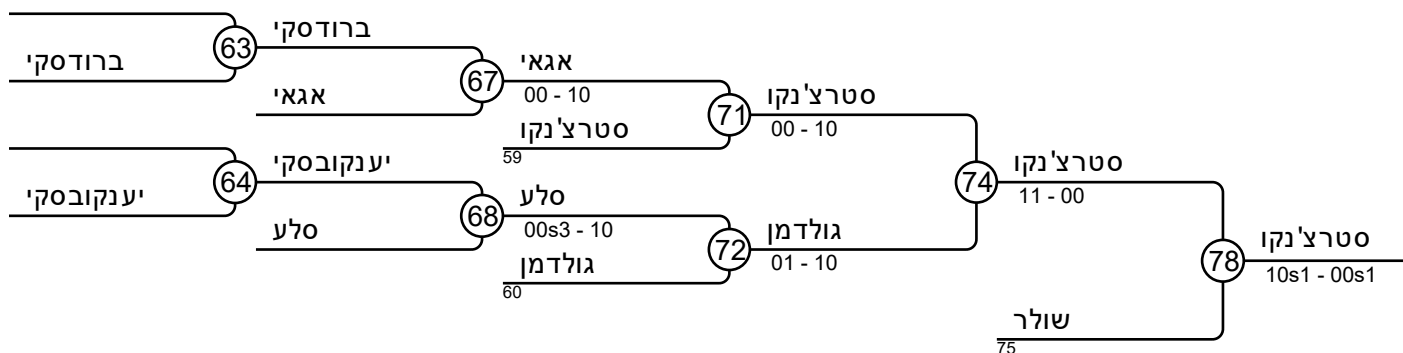 ברודסקי
63
ברודסקי
אגאי
67
אגאי
00 - 10
סטרצ'נקו
59
71
סטרצ'נקו
00 - 10
יענקובסקי
64
יענקובסקי
סלע
68
סלע
00s3 - 10
גולדמן
60
72
גולדמן
01 - 10
74
סטרצ'נקו
11 - 00
שולר
75
78
סטרצ'נקו
10s1 - 00s1